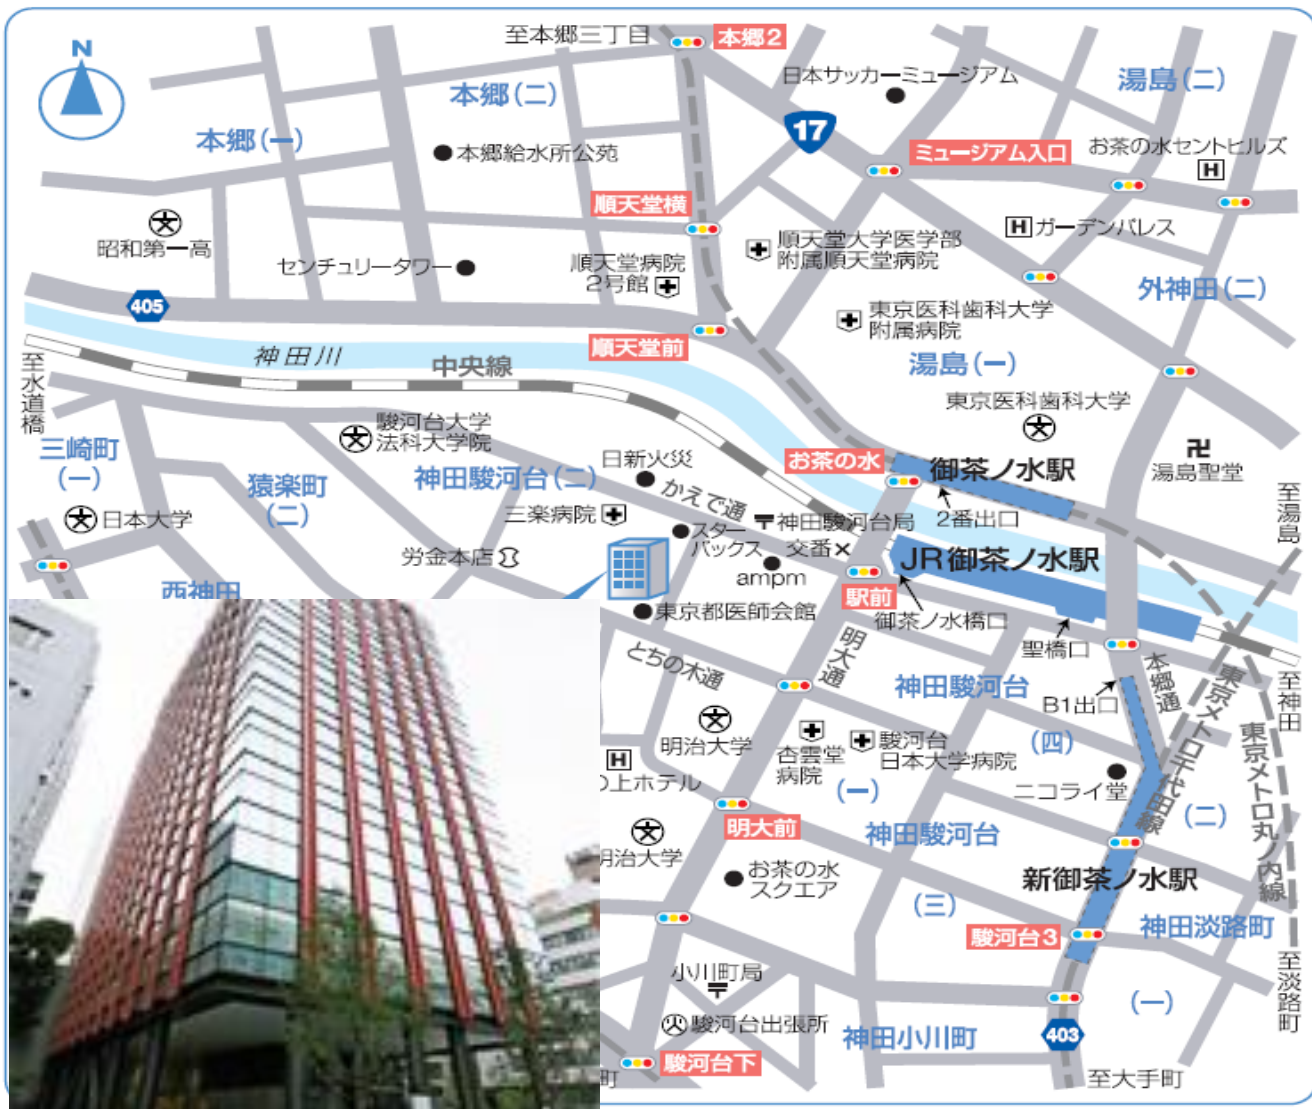 至本郷三丁目
本郷2
N
日本サッカーミュージアム
湯島(二)
本郷(二)
17
本郷(一)
本郷給水所公苑
ミュージアム入口
お茶の水セントヒルズ
H
順天堂横
昭和第一高
センチュリータワー
順天堂病院
2号館
順天堂大学医学部
附属順天堂病院
H
ガーデンパレス
外神田(二)
405
東京医科歯科大学
附属病院
神田川
中央線
順天堂前
湯島(一)
至水道橋
東京医科歯科大学
駿河台大学
法科大学院
三崎町
(一)
猿楽町
(二)
神田駿河台(二)
日新火災
お茶の水
御茶ノ水駅
湯島聖堂
かえで通
2番出口
至湯島
日本大学
三楽病院
スター
バックス
神田駿河台局
交番
労金本店
ampm
JR御茶ノ水駅
駅前
西神田
東京都医師会館
御茶ノ水橋口
聖橋口
とちの木通
明大通
神田駿河台
(四)
B1出口
本郷通
東京メトロ千代田線
東京メトロ丸ノ内線
至神田
明治大学
杏雲堂
病院
駿河台
日本大学病院
H
の上ホテル
(一)
ニコライ堂
(二)
明大前
神田駿河台
(三)
明治大学
お茶の水
スクエア
新御茶ノ水駅
駿河台3
神田淡路町
(一)
至淡路町
小川町局
駿河台出張所
神田小川町
403
駿河台下
町
至大手町